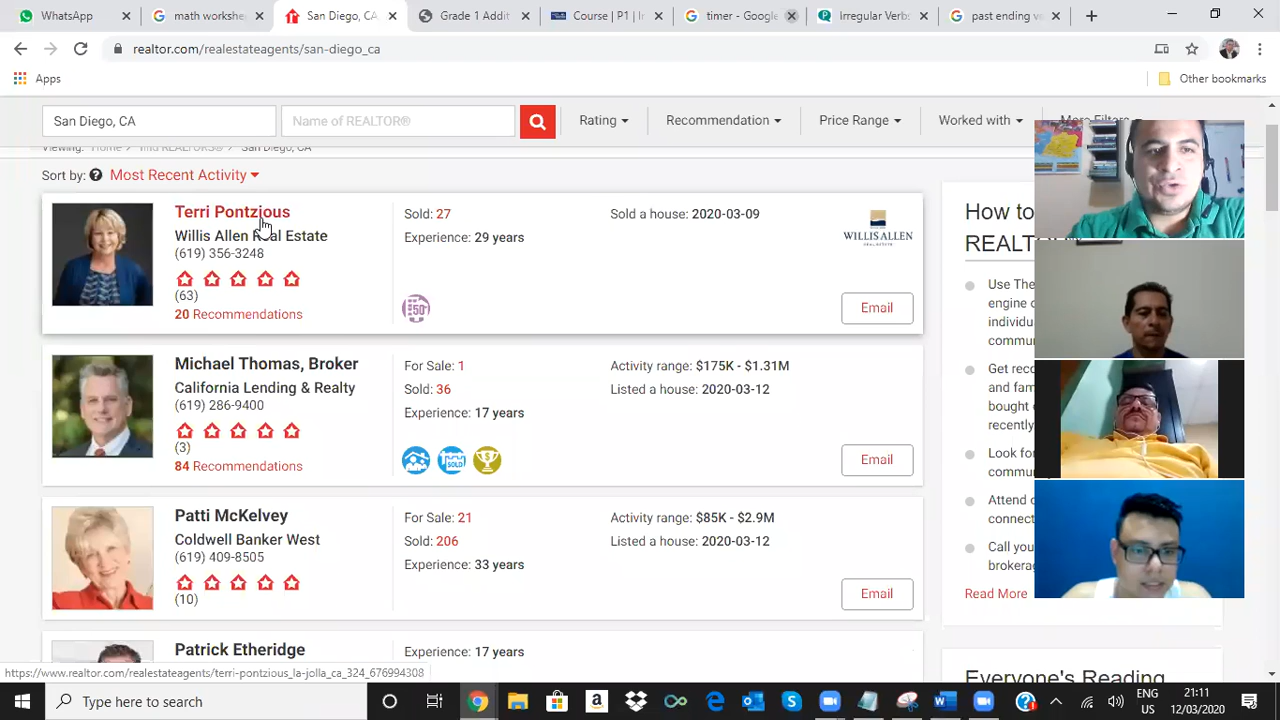 WhatsApp
math workshe
San Diego, CA
Grade 1 Addit
Course | P1 | I
timer - Google
Irregular Verbs
past ending v
realtor.com/realestateagents/san-diego_ca
Apps
Other bookmarks
San Diego, CA
Name of REALTOR®
Rating
Recommendation
Price Range
Worked with
More Filters
Viewing: Home > Find REALTORS® > San Diego, CA
Sort by: Most Recent Activity
Terri Pontzious
Willis Allen Real Estate
(619) 356-3248
(63)
20 Recommendations
Sold: 27
Experience: 29 years
50
Sold a house: 2020-03-09
WILLIS ALLEN
Email
Michael Thomas, Broker
California Lending & Realty
(619) 286-9400
(3)
84 Recommendations
For Sale: 1
Sold: 36
Experience: 17 years
SOLD
Activity range: $175K - $1.31M
Listed a house: 2020-03-12
Email
Patti McKelvey
Coldwell Banker West
(619) 409-8505
(10)
For Sale: 21
Sold: 206
Experience: 33 years
Activity range: $85K - $2.9M
Listed a house: 2020-03-12
Email
Patrick Etheridge
Experience: 17 years
How to
REALTO
Use The
engine o
individu
commu
Get reco
and fam
bought o
recently
Look for
commu
Attend o
connect
Call you
brokera
Read More
Everyone's Reading
https://www.realtor.com/realestateagents/terri-pontzious_la-jolla_ca_324_676994308
Type here to search
ENG
ES
21:11
12/03/2020